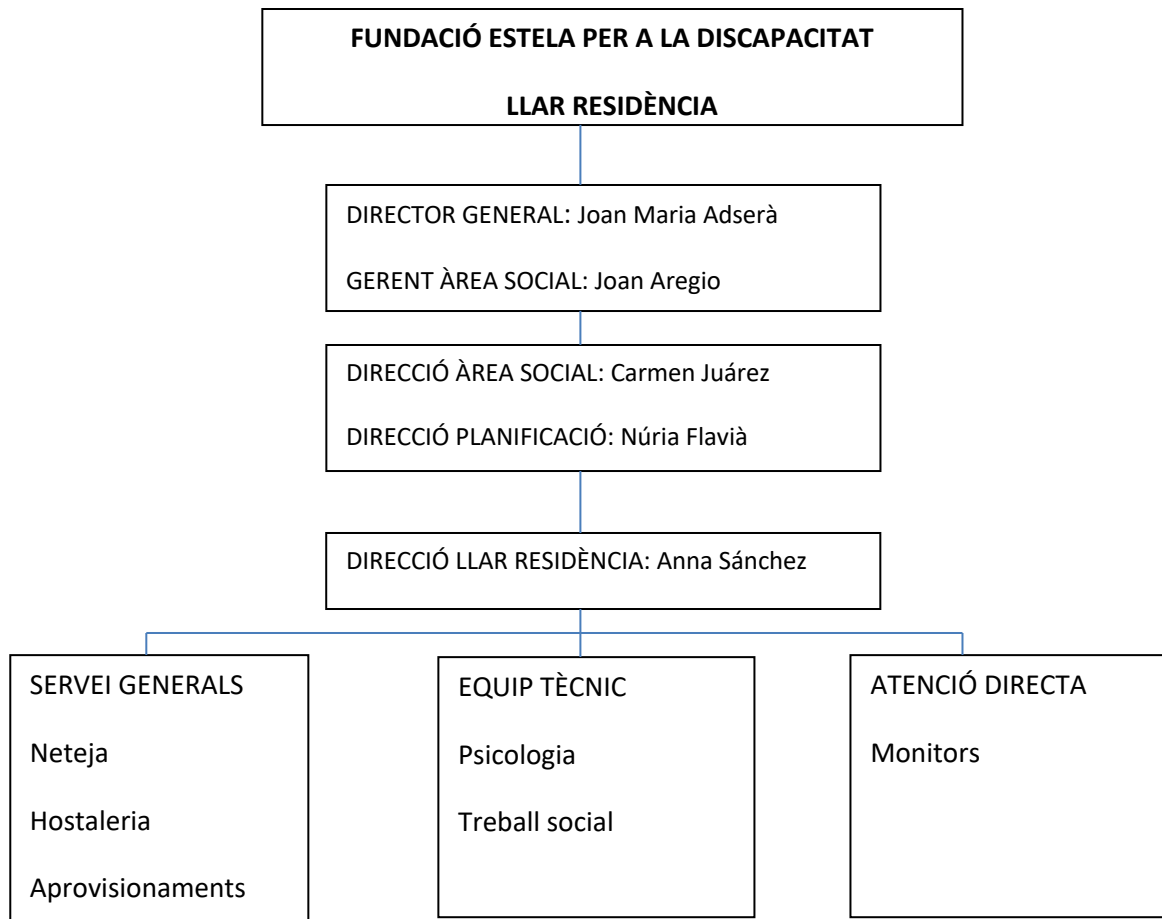 FUNDACIÓ ESTELA PER A LA DISCAPACITAT
LLAR RESIDÈNCIA
DIRECTOR GENERAL: Joan Maria Adserà
GERENT ÀREA SOCIAL: Joan Aregio
DIRECCIÓ ÀREA SOCIAL: Carmen Juárez
DIRECCIÓ PLANIFICACIÓ: Núria Flavià
DIRECCIÓ LLAR RESIDÈNCIA: Anna Sánchez
SERVEI GENERALS
Neteja
Hostaleria
Aprovisionaments
EQUIP TÈCNIC
Psicologia
Treball social
ATENCIÓ DIRECTA
Monitors